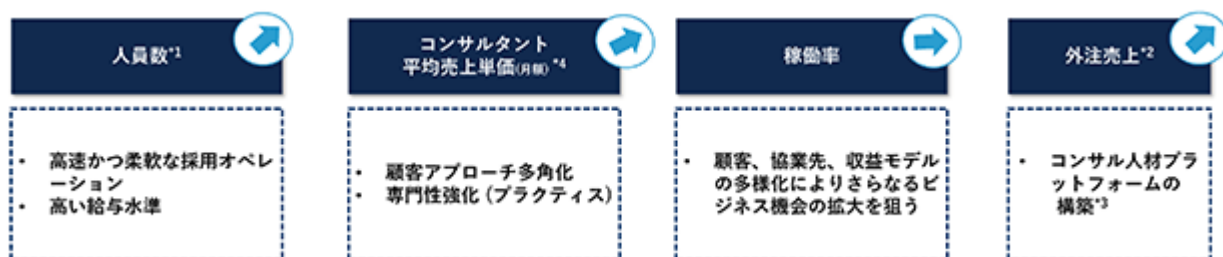 人員数*1
• 高速かつ柔軟な採用オペレ
ーション
• 高い給与水準
コンサルタント
平均売上単価(月額) *4
• 顧客アプローチ多角化
• 専門性強化 (プラクティス)
稼働率
• 顧客、協業先、収益モデル
の多様化によりさらなるビ
ジネス機会の拡大を狙う
外注売上*2
• コンサル人材プラ
ットフォームの
構築*3